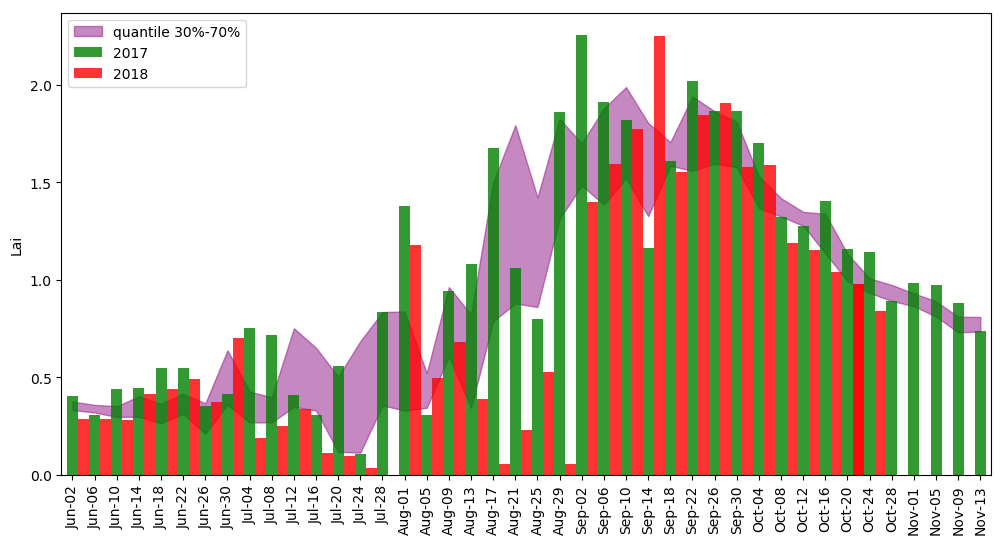 quantile 30%-70%
2017
2018
Lai
2.0
1.5
1.0
0.5
0.0
Jun-02
Jun-06
Jun-10
Jun-14
Jun-18
Jun-22
Jun-26
Jun-30
Jul-04
Jul-08
Jul-12
Jul-16
Jul-20
Jul-24
Jul-28
Aug-01
Aug-05
Aug-09
Aug-13
Aug-17
Aug-21
Aug-25
Aug-29
Sep-02
Sep-06
Sep-10
Sep-14
Sep-18
Sep-22
Sep-26
Sep-30
Oct-04
Oct-08
Oct-12
Oct-16
Oct-20
Oct-24
Oct-28
Nov-01
Nov-05
Nov-09
Nov-13